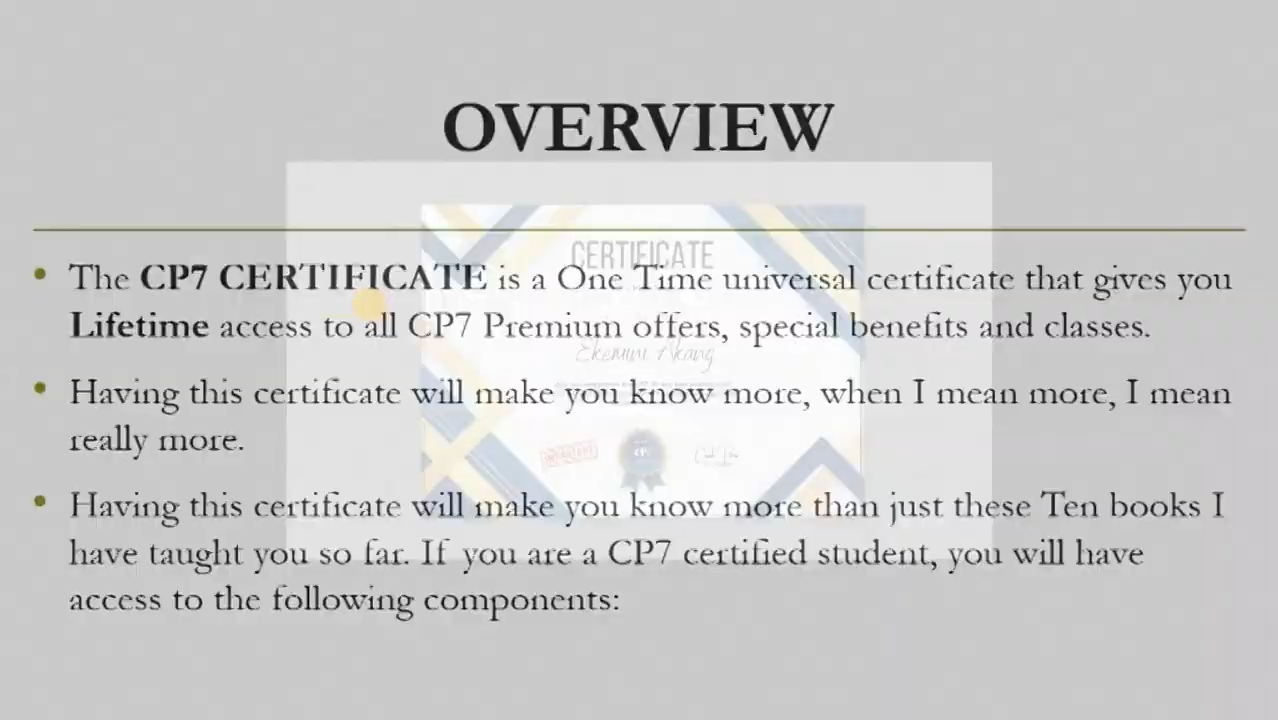 OVERVIEW
CERTIFICATE
• The CP7 CERTIFICATE is a One Time universal certificate that gives you
Lifetime access to all CP7 Premium offers, special benefits and classes.
Ekemini Akang
• Having this certificate will make you know more, when I mean more, I mean
really more.
CP7
• Having this certificate will make you know more than just these Ten books I
have taught you so far. If you are a CP7 certified student, you will have
access to the following components: